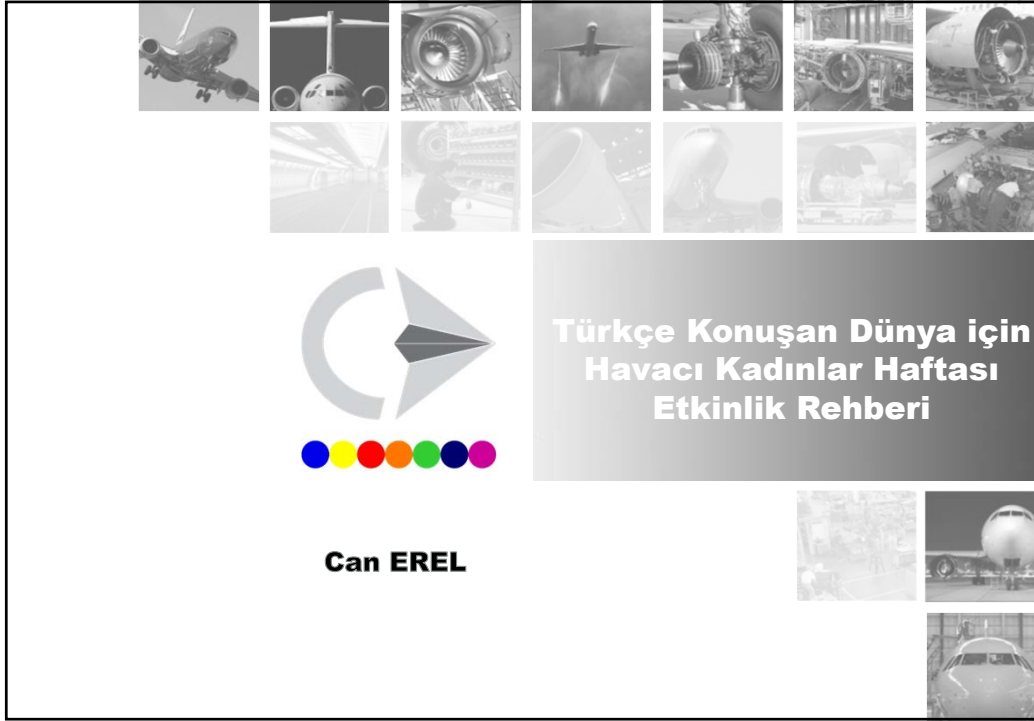 Türkçe Konuşan Dünya için
Havacı Kadınlar Haftası
Etkinlik Rehberi
Can EREL